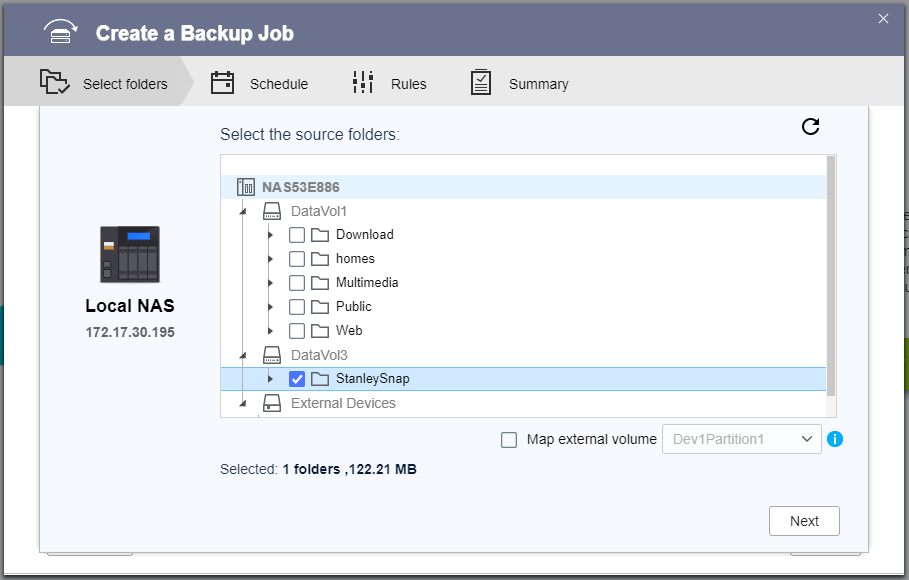 Create a Backup Job
Select folders
Schedule
Rules
Summary
Select the source folders:
NAS53E886
DataVol1
Download
homes
Multimedia
Public
Web
DataVol3
StanleySnap
External Devices
Local NAS
172.17.30.195
Map external volume
Dev1Partition1
Selected: 1 folders ,122.21 MB
Next